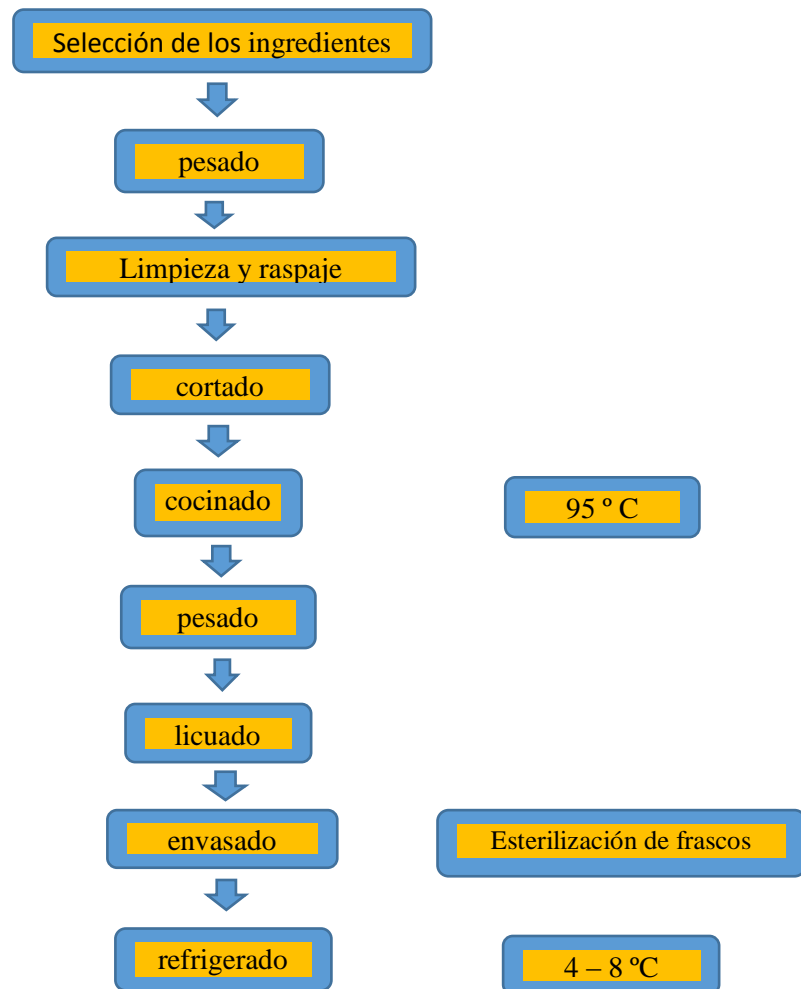 Selección de los ingredientes
pesado
Limpieza y raspaje
cortado
cocinado
95 º C
pesado
licuado
envasado
Esterilización de frascos
refrigerado
4 – 8 ºC